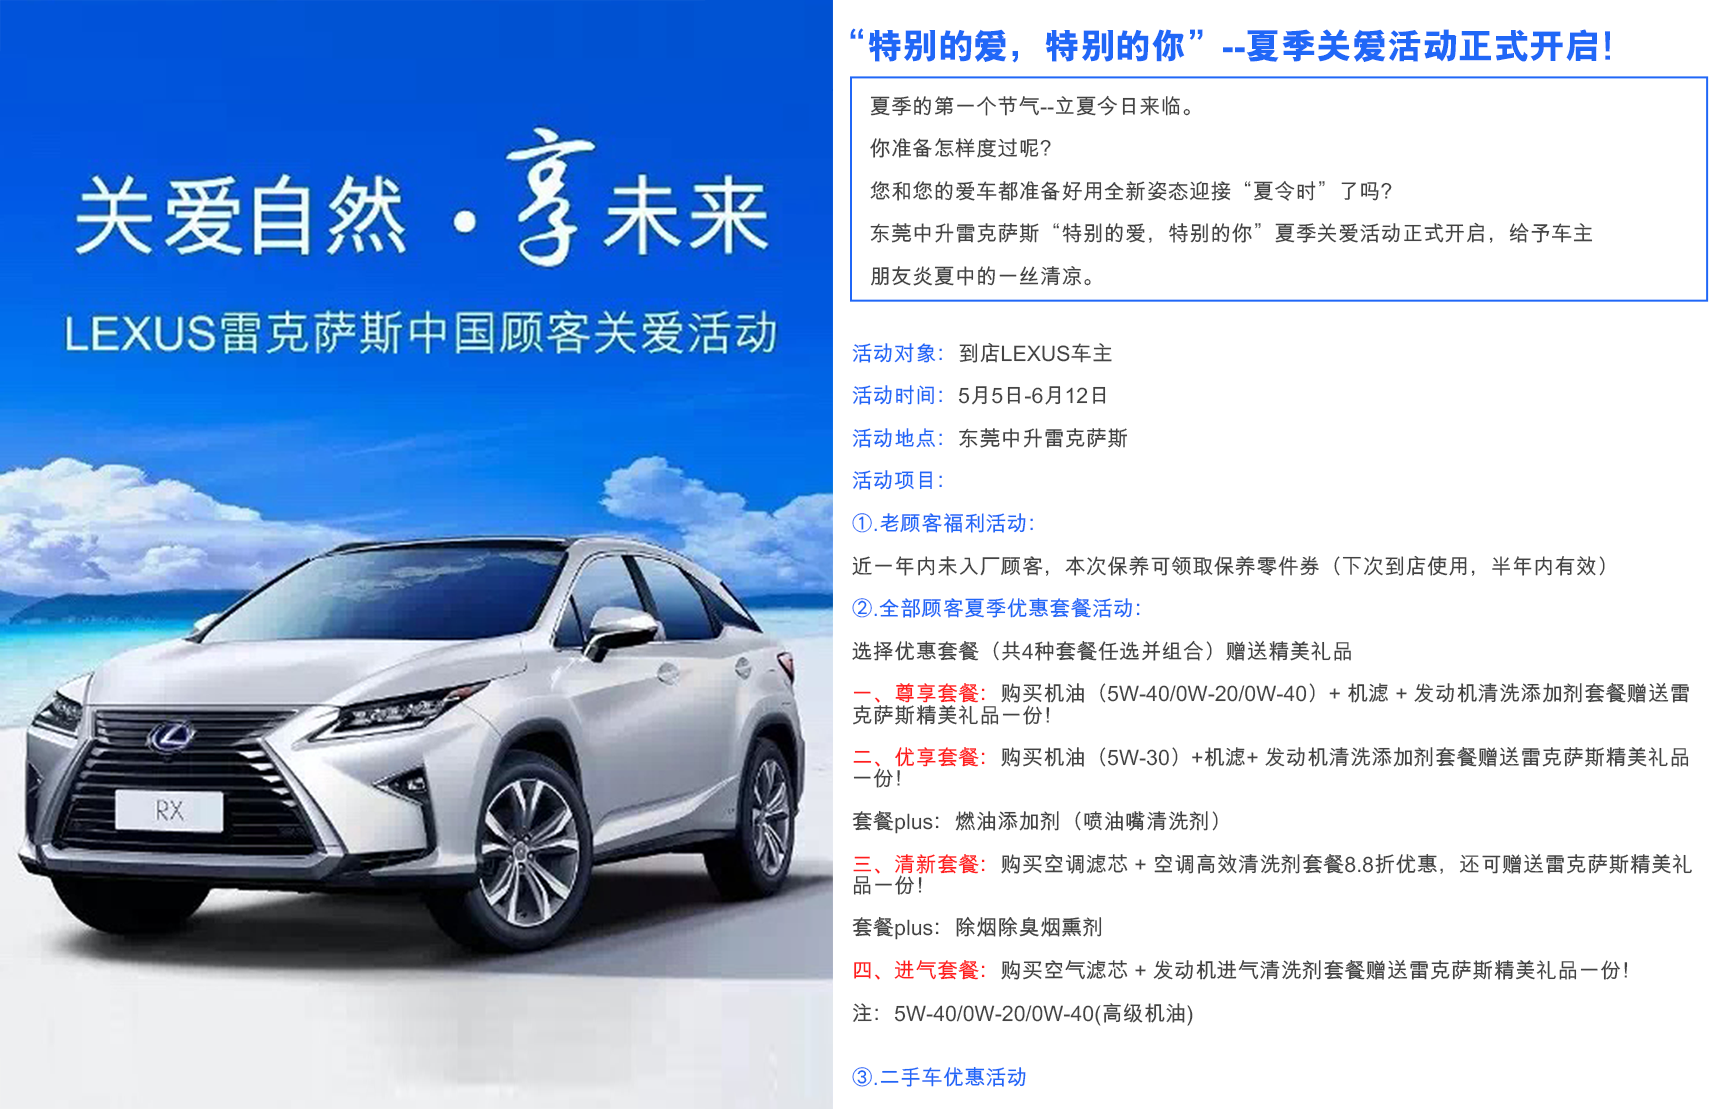 关爱自然·享未来
LEXUS雷克萨斯中国顾客关爱活动
RX
“特别的爱，特别的你”--夏季关爱活动正式开启！
夏季的第一个节气--立夏今日来临。
你准备怎样度过呢？
您和您的爱车都准备好用全新姿态迎接“夏令时”了吗？
东莞中升雷克萨斯“特别的爱，特别的你”夏季关爱活动正式开启，给予车主
朋友炎夏中的一丝清凉。
活动对象：到店LEXUS车主
活动时间：5月5日-6月12日
活动地点：东莞中升雷克萨斯
活动项目：
①.老顾客福利活动：
近一年内未入厂顾客，本次保养可领取保养零件券（下次到店使用，半年内有效）
②.全部顾客夏季优惠套餐活动：
选择优惠套餐（共4种套餐任选并组合）赠送精美礼品
一、尊享套餐：购买机油（5W-40/0W-20/0W-40）+ 机滤 + 发动机清洗添加剂套餐赠送雷
克萨斯精美礼品一份！
二、优享套餐：购买机油（5W-30）+机滤+ 发动机清洗添加剂套餐赠送雷克萨斯精美礼品
一份！
套餐plus：燃油添加剂（喷油嘴清洗剂）
三、清新套餐：购买空调滤芯 + 空调高效清洗剂套餐8.8折优惠，还可赠送雷克萨斯精美礼
品一份！
套餐plus：除烟除臭烟熏剂
四、进气套餐：购买空气滤芯 + 发动机进气清洗剂套餐赠送雷克萨斯精美礼品一份！
注：5W-40/0W-20/0W-40(高级机油)
③.二手车优惠活动